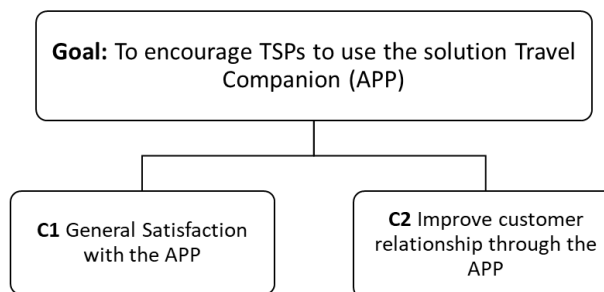 Goal: To encourage TSPs to use the solution Travel
Companion (APP)
C1 General Satisfaction
with the APP
C2 Improve customer
relationship through the
APP